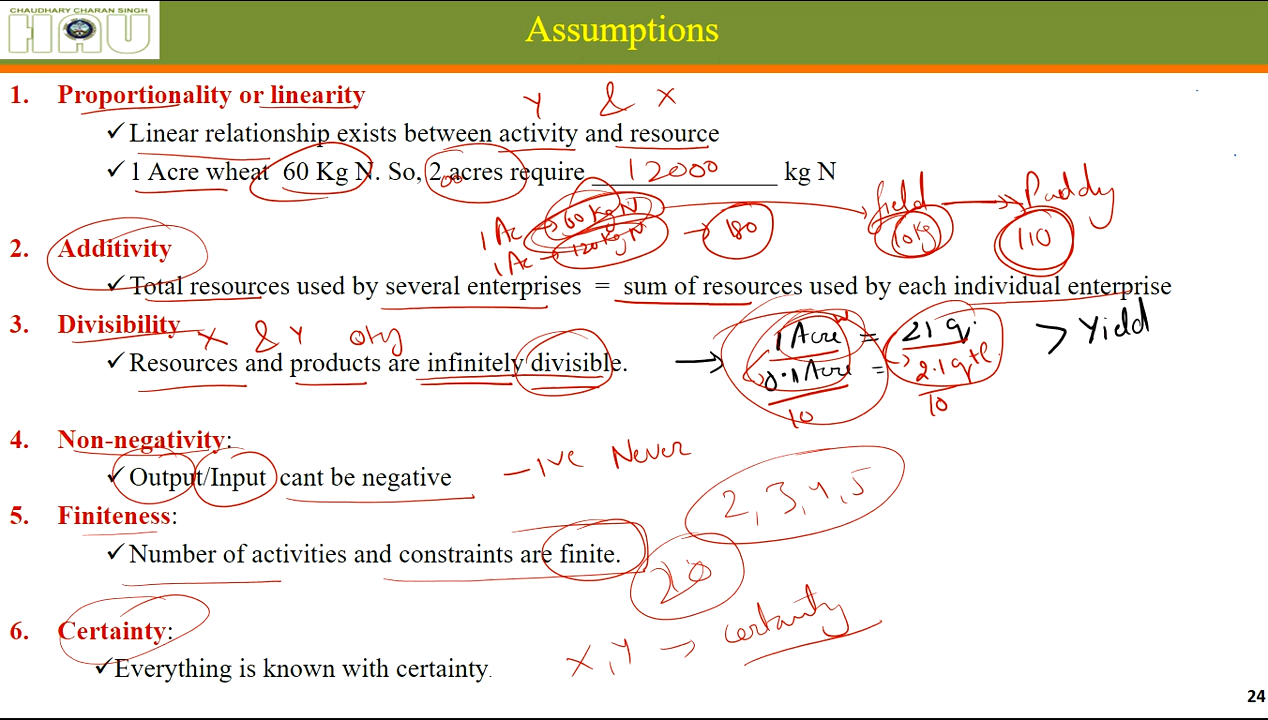 CHAUDHARY CHARAN SINGH
HAU
Assumptions
1. Proportionality or linearity
Y & X
✓Linear relationship exists between activity and resource
✓1 Acre wheat 60 Kg N. So, 2 00 acres require 12000 kg N
1 Ac → 60 Kg N → 180 field → Paddy
1 Ac → 120 Kg N 10kg 110
2. Additivity
✓Total resources used by several enterprises = sum of resources used by each individual enterprise
3. Divisibility X & Y
✓Resources and products are infinitely divisible. → 1 Acre = 21 q. > Yield
0.1 Acre = 2.1 qtl
10 10
4. Non-negativity:
✓Output/Input cant be negative -ive Never
5. Finiteness:
2, 3, 4, 5
✓Number of activities and constraints are finite.
6. Certainty:
X, Y → certainty
✓Everything is known with certainty.
24